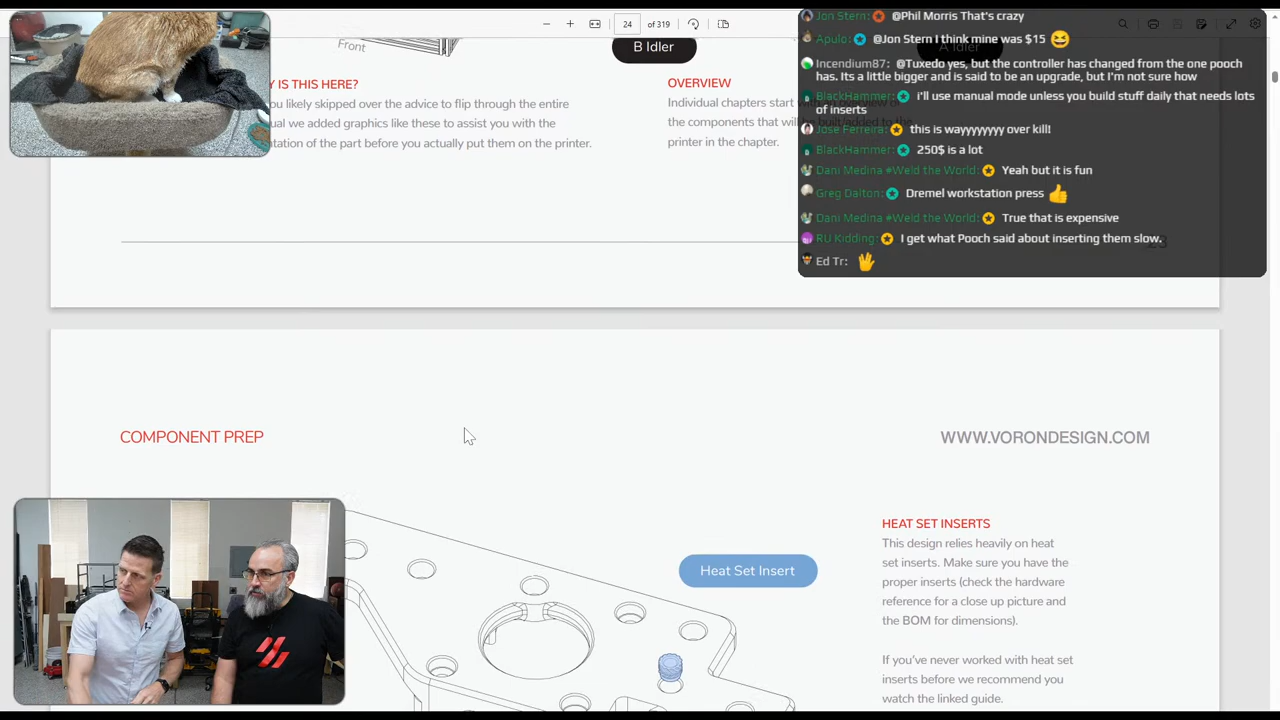 24
of 319
Front
B Idler
A Idler
Y IS THIS HERE?
ou likely skipped over the advice to flip through the entire
ual we added graphics like these to assist you with the
ntation of the part before you actually put them on the printer.
OVERVIEW
Individual chapters start
the components that will be built/added to the
printer in the chapter.
23
Jon Stern: @Phil Morris That's crazy
Apulo: @Jon Stern I think mine was $15 😆
Incendium87: @Tuxedo yes, but the controller has changed from the one pooch
has. Its a little bigger and is said to be an upgrade, but I'm not sure how
BlackHammer: i'll use manual mode unless you build stuff daily that needs lots
of inserts
Jose Ferreira: this is wayyyyyyy over kill!
BlackHammer: 250$ is a lot
Dani Medina #Weld the World: Yeah but it is fun
Greg Dalton: Dremel workstation press 👍
Dani Medina #Weld the World: True that is expensive
RU Kidding: I get what Pooch said about inserting them slow.
Ed Tr: 🖖
COMPONENT PREP
WWW.VORONDESIGN.COM
Heat Set Insert
HEAT SET INSERTS
This design relies heavily on heat
set inserts. Make sure you have the
proper inserts (check the hardware
reference for a close up picture and
the BOM for dimensions).
If you've never worked with heat set
inserts before we recommend you
watch the linked guide.